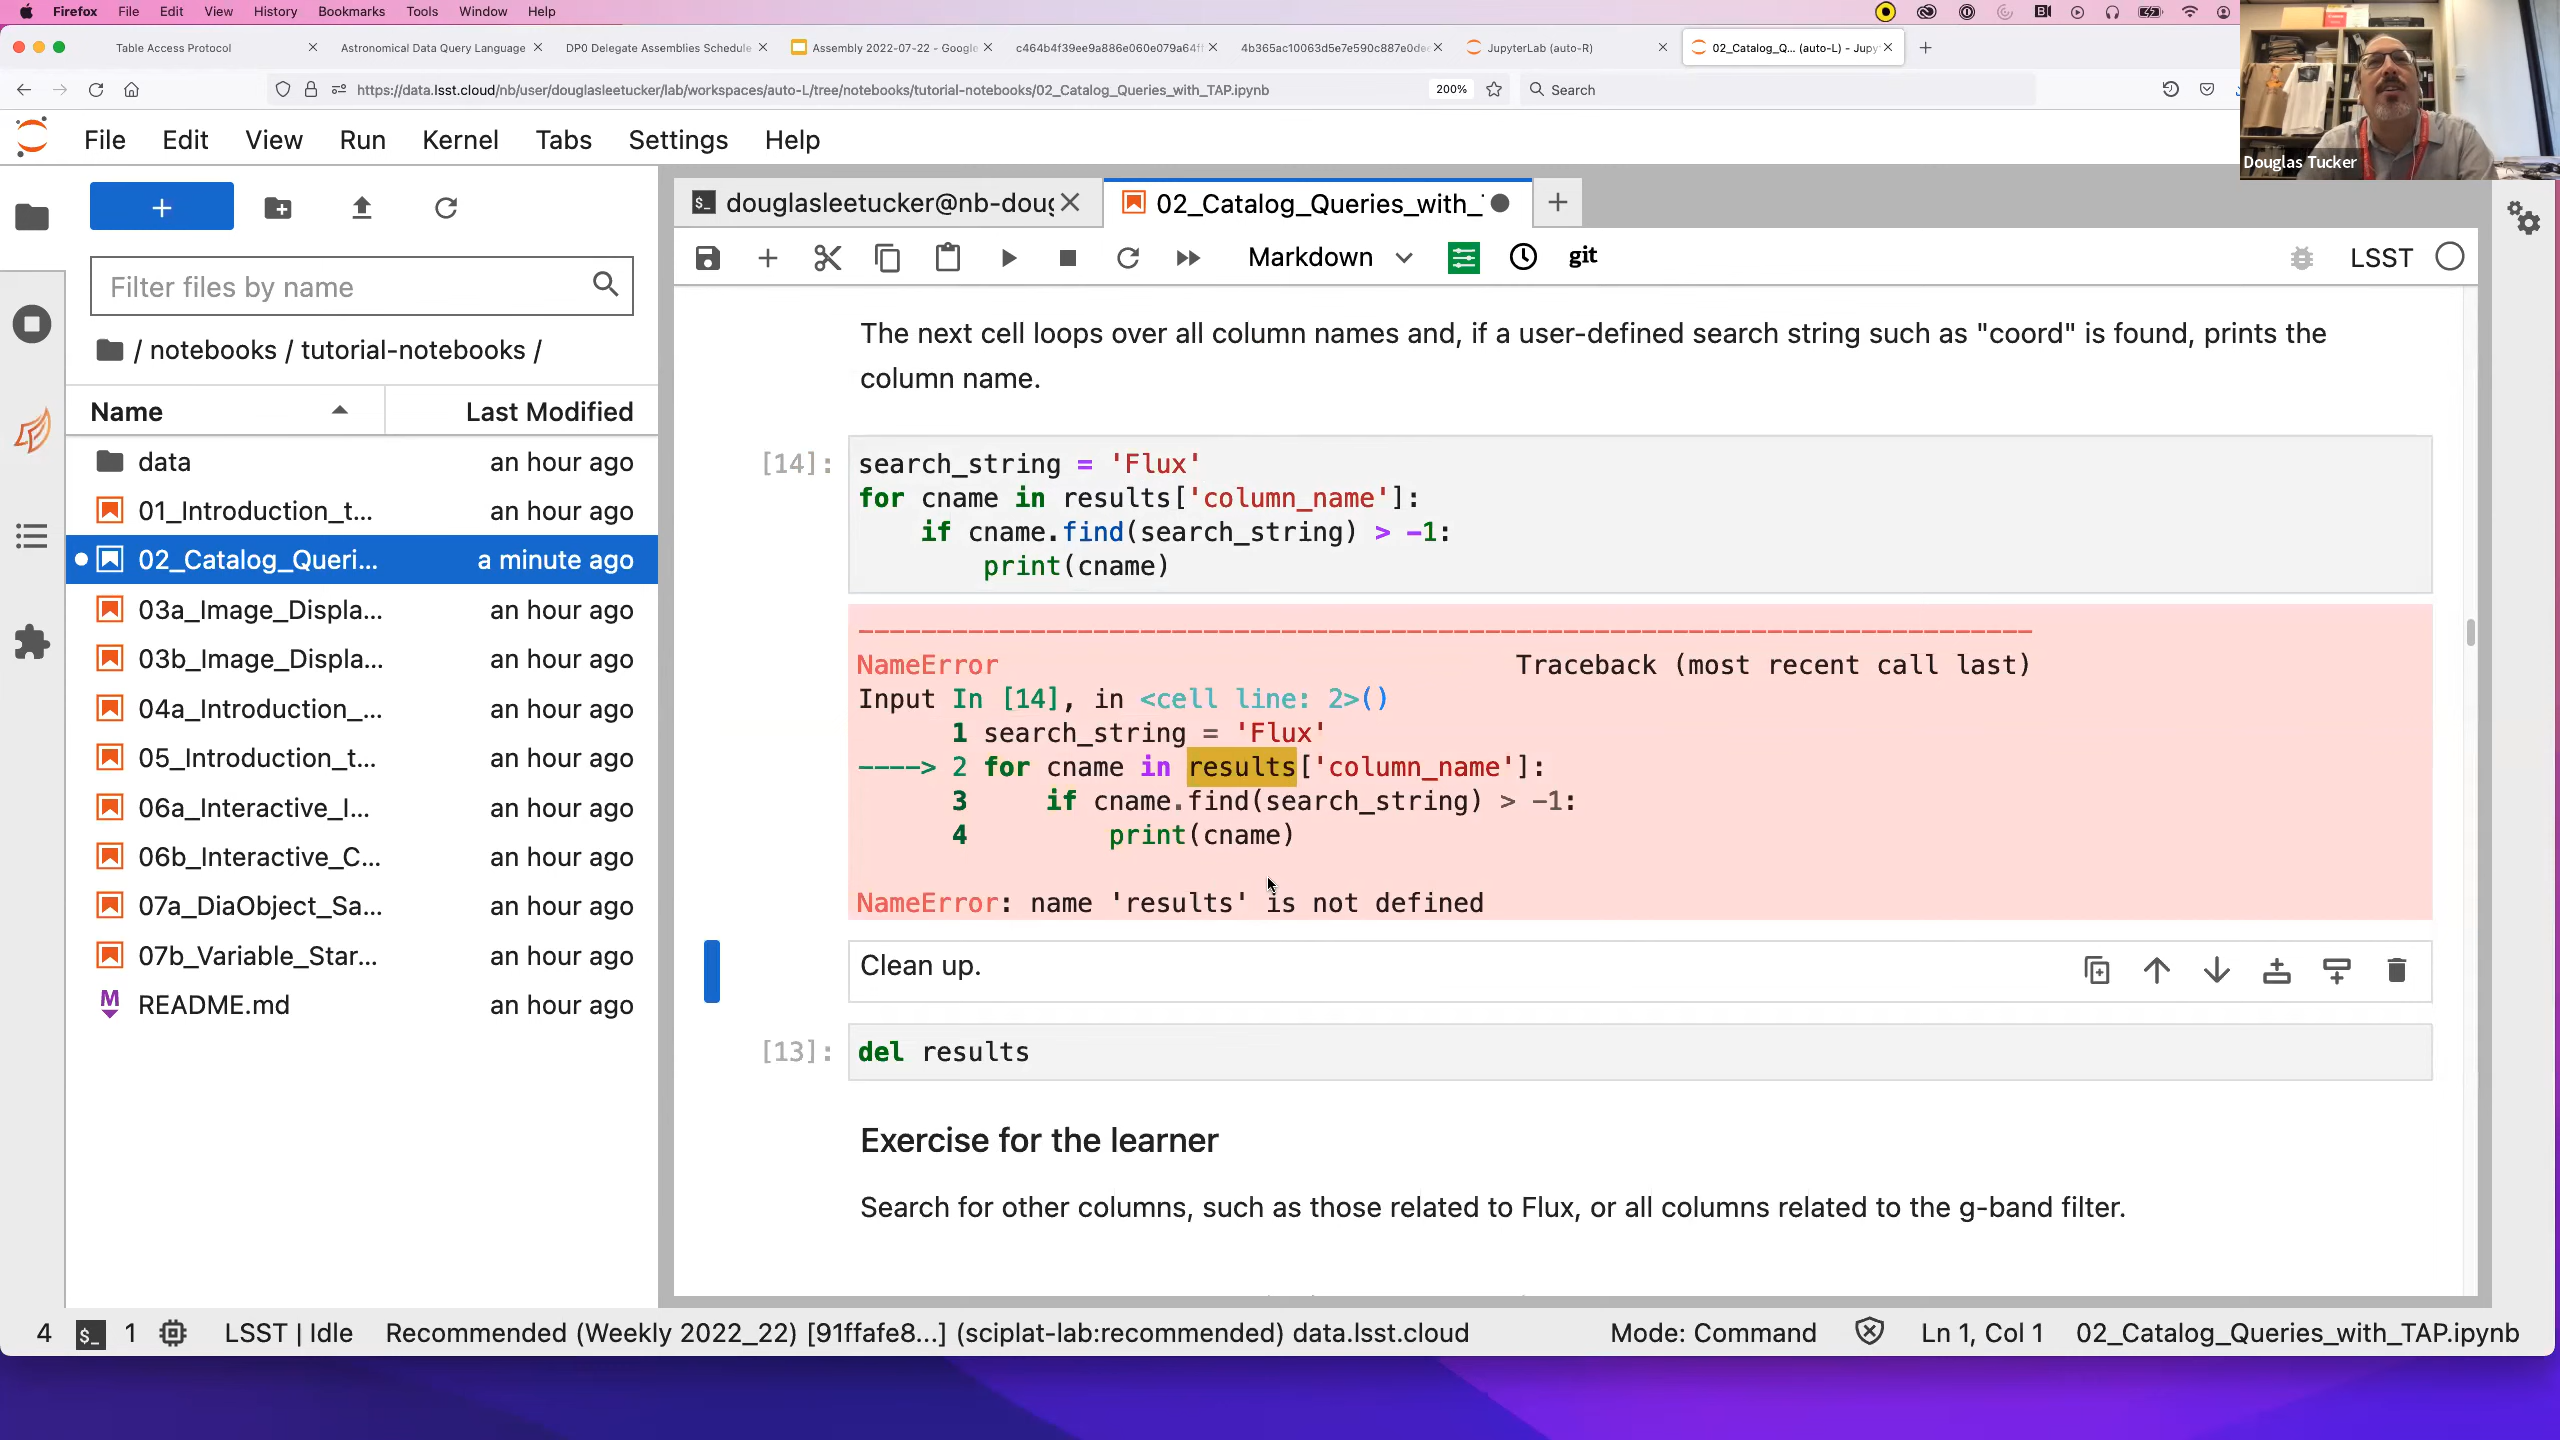 Firefox File Edit View History Bookmarks Tools Window Help
Table Access Protocol
Astronomical Data Query Language
DP0 Delegate Assemblies Schedule
Assembly 2022-07-22 - Google
c464b4f39ee9a886e060e079a64f
4b365ac10063d5e7e590c887e0de
JupyterLab (auto-R)
02_Catalog_Q... (auto-L) - Jupy
https://data.lsst.cloud/nb/user/douglasleetucker/lab/workspaces/auto-L/tree/notebooks/tutorial-notebooks/02_Catalog_Queries_with_TAP.ipynb
200%
Search
Douglas Tucker
File Edit View Run Kernel Tabs Settings Help
Filter files by name
/ notebooks / tutorial-notebooks /
Name Last Modified
data an hour ago
01_Introduction_t... an hour ago
02_Catalog_Queri... a minute ago
03a_Image_Displa... an hour ago
03b_Image_Displa... an hour ago
04a_Introduction_... an hour ago
05_Introduction_t... an hour ago
06a_Interactive_I... an hour ago
06b_Interactive_C... an hour ago
07a_DiaObject_Sa... an hour ago
07b_Variable_Star... an hour ago
M README.md an hour ago
$_ douglasleetucker@nb-doug
02_Catalog_Queries_with_
Markdown
git
LSST
The next cell loops over all column names and, if a user-defined search string such as "coord" is found, prints the
column name.
[14]: search_string = 'Flux'
for cname in results['column_name']:
    if cname.find(search_string) > -1:
        print(cname)
---------------------------------------------------------------------------
NameError                                 Traceback (most recent call last)
Input In [14], in <cell line: 2>()
      1 search_string = 'Flux'
----> 2 for cname in results['column_name']:
      3     if cname.find(search_string) > -1:
      4         print(cname)
NameError: name 'results' is not defined
Clean up.
[13]: del results
Exercise for the learner
Search for other columns, such as those related to Flux, or all columns related to the g-band filter.
4 $_ 1 LSST | Idle Recommended (Weekly 2022_22) [91ffafe8...] (sciplat-lab:recommended) data.lsst.cloud
Mode: Command Ln 1, Col 1 02_Catalog_Queries_with_TAP.ipynb